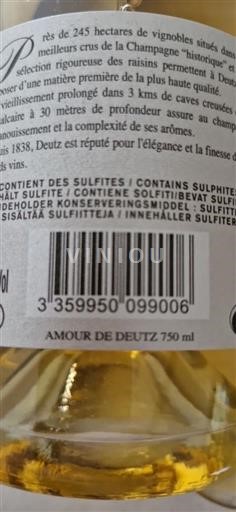 Près de 245 hectares de vignobles situés dans
meilleurs crus de la Champagne "historique" et
sélection rigoureuse des raisins permettent à Deutz
poser d'une matière première de la plus haute qualité.
vieillissement prolongé dans 3 kms de caves creusées
calcaire à 30 mètres de profondeur assure au champ
anouissement et la complexité de ses arômes.
uis 1838, Deutz est réputé pour l'élégance et la finesse d
ds vins.
CONTIENT DES SULFITES / CONTAINS SULPHITES
HÄLT SULFITE / CONTIENE SOLFITI/BEVAT SULFI
DEHOLDER KONSERVERINGSMIDDEL : SULFITT
SISÄLTÄÄ SULFIITTEJA / INNEHÅLLER SULFITER
Vol
VINIOU
3 359950 099006
AMOUR DE DEUTZ 750 ml